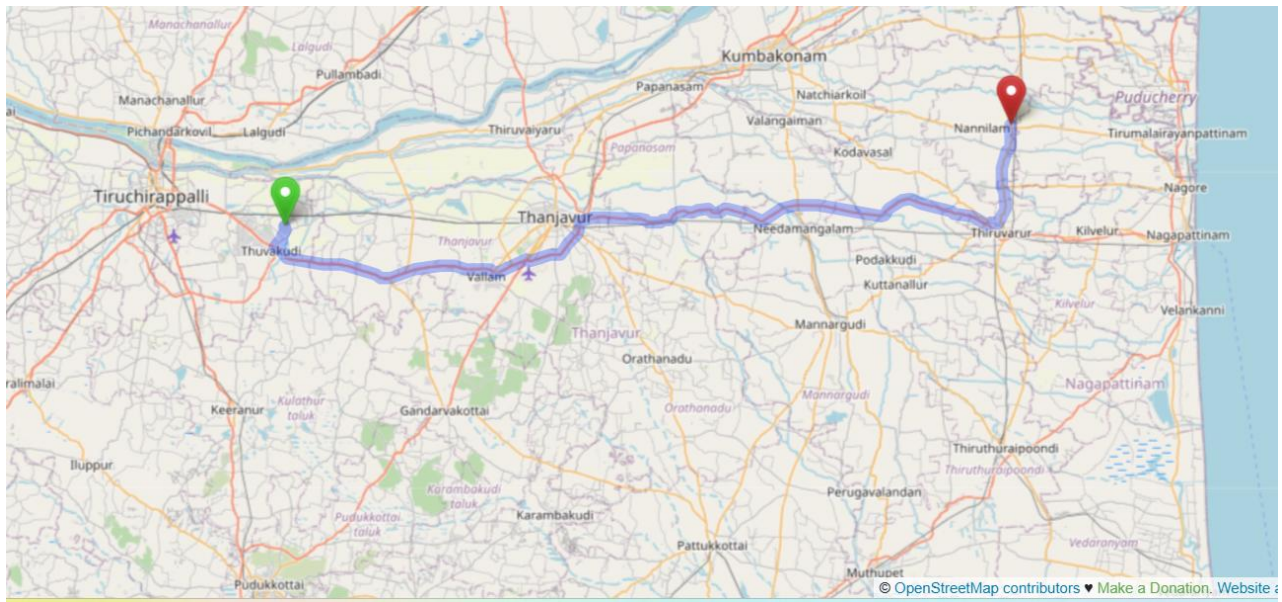 Manachanallur
Lalgudi
Pullambadi
Kumbakonam
Papanasam
Natchiarkoil
Puducherry
Manachanallur
Pichandarkovil
Lalgudi
Thiruvaiyaru
Valangaiman
Nannilam
Tirumalairayanpattinam
Papanasam
Kodavasal
Tiruchirappalli
Nagore
Thanjavur
Needamangalam
Thiruvarur
Kilvelur
Nagapattinam
Thuvakudi
Thanjavur
Vallam
Podakkudi
Kuttanallur
Kilvelur
Velankanni
Thanjavur
Mannargudi
Orathanadu
ralimalai
Nagapattinam
Kulathur
taluk
Mannargudi
Keeranur
Gandarvakottai
Orathanadu
Thiruthuraipoondi
Iluppur
Thiruthuraipoondi
Karambakudi
taluk
Perugavalandan
Pudukkottai
taluk
Karambakudi
Pattukkottai
Vedaranyam
Muthupet
Pudukkottai
© OpenStreetMap contributors ♥ Make a Donation. Website a